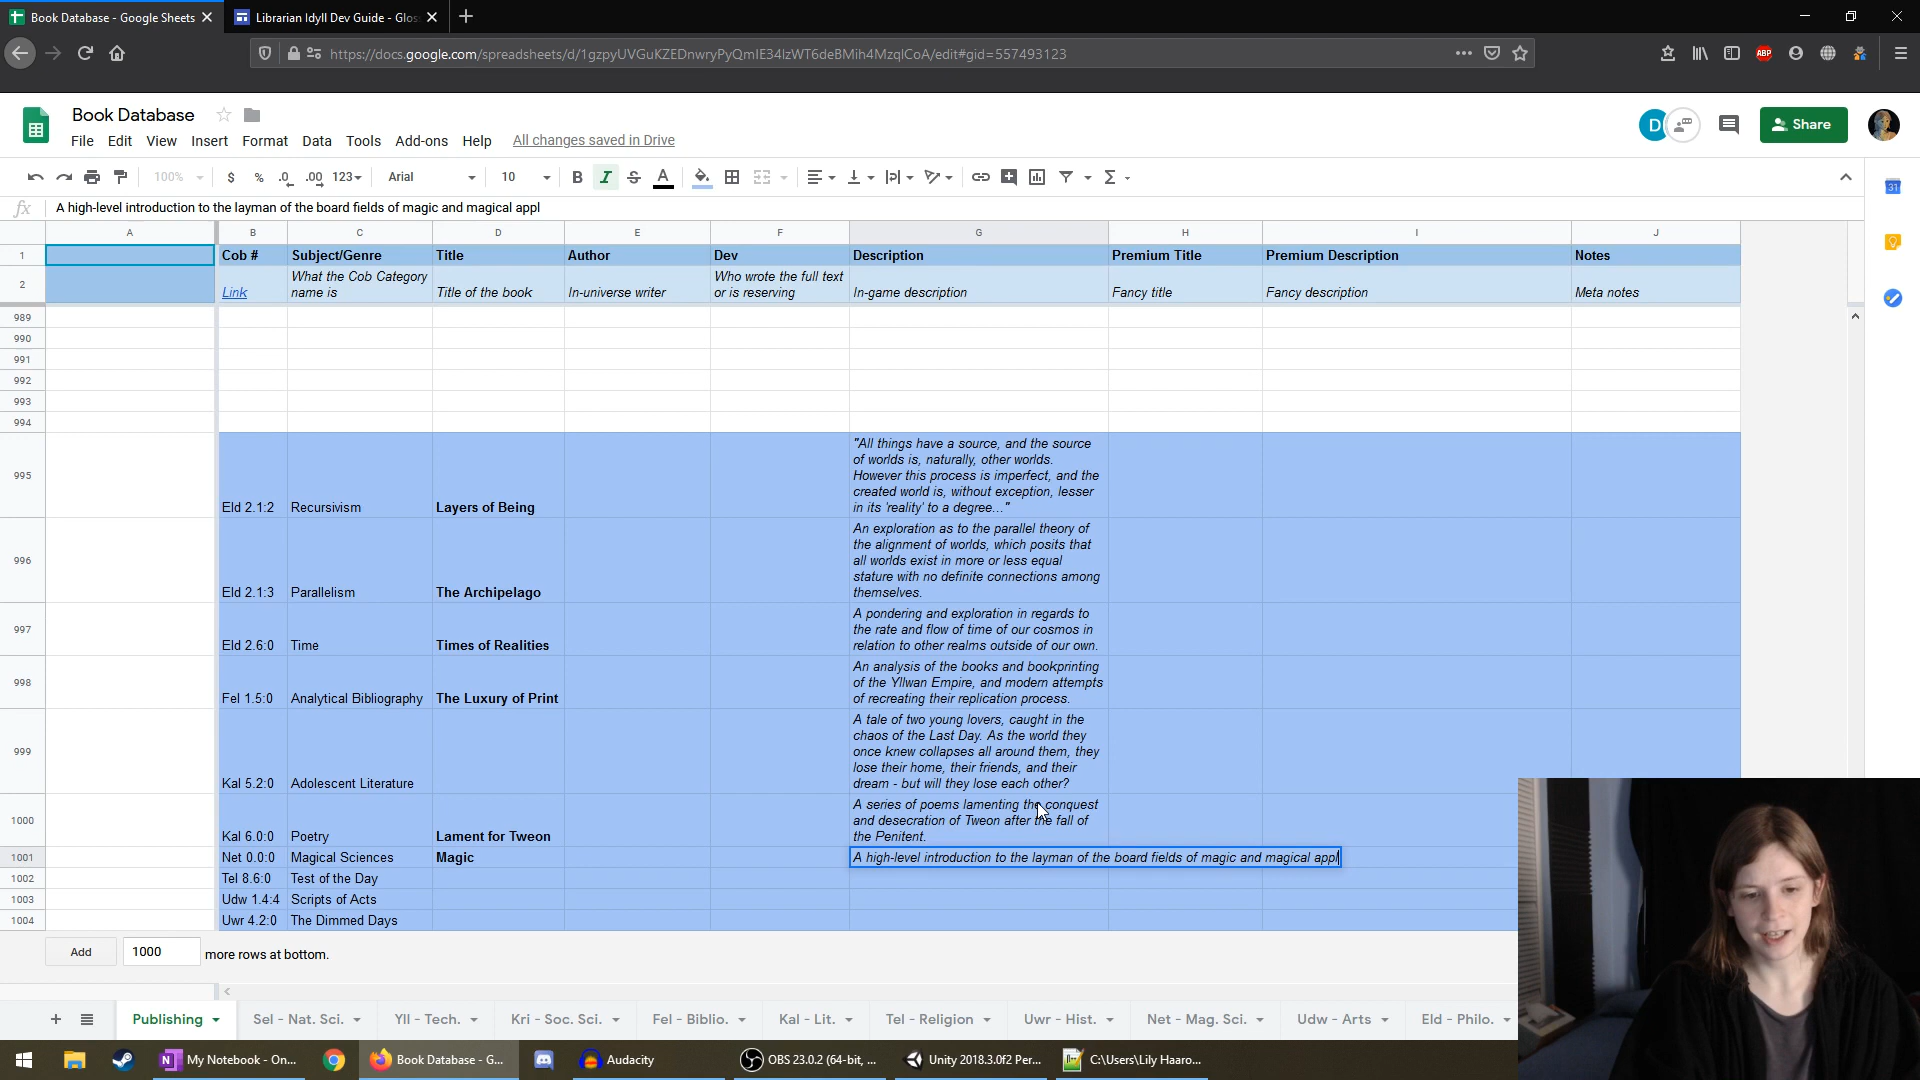 Book Database - Google Sheets
Librarian Idyll Dev Guide - Glos
https://docs.google.com/spreadsheets/d/1gzpyUVGuKZEDnwryPyQmIE34lzWT6deBMih4MzqlCoA/edit#gid=557493123
ABP
Book Database
File Edit View Insert Format Data Tools Add-ons Help All changes saved in Drive
D
Share
100% $ % .0 .00 123 Arial 10 B I S A Σ
31
fx A high-level introduction to the layman of the board fields of magic and magical appl
A B C D E F G H I J
1 Cob # Subject/Genre Title Author Dev Description Premium Title Premium Description Notes
2 Link What the Cob Category name is Title of the book In-universe writer Who wrote the full text or is reserving In-game description Fancy title Fancy description Meta notes
989
990
991
992
993
994
995 Eld 2.1:2 Recursivism Layers of Being
"All things have a source, and the source
of worlds is, naturally, other worlds.
However this process is imperfect, and the
created world is, without exception, lesser
in its 'reality' to a degree..."
996 Eld 2.1:3 Parallelism The Archipelago
An exploration as to the parallel theory of
the alignment of worlds, which posits that
all worlds exist in more or less equal
stature with no definite connections among
themselves.
997 Eld 2.6:0 Time Times of Realities
A pondering and exploration in regards to
the rate and flow of time of our cosmos in
relation to other realms outside of our own.
998 Fel 1.5:0 Analytical Bibliography The Luxury of Print
An analysis of the books and bookprinting
of the Yllwan Empire, and modern attempts
of recreating their replication process.
999 Kal 5.2:0 Adolescent Literature
A tale of two young lovers, caught in the
chaos of the Last Day. As the world they
once knew collapses all around them, they
lose their home, their friends, and their
dream - but will they lose each other?
1000 Kal 6.0:0 Poetry Lament for Tweon
A series of poems lamenting the conquest
and desecration of Tweon after the fall of
the Penitent.
1001 Net 0.0:0 Magical Sciences Magic A high-level introduction to the layman of the board fields of magic and magical appl
1002 Tel 8.6:0 Test of the Day
1003 Udw 1.4:4 Scripts of Acts
1004 Uwr 4.2:0 The Dimmed Days
Add 1000 more rows at bottom.
Publishing Sel - Nat. Sci. Yll - Tech. Kri - Soc. Sci. Fel - Biblio. Kal - Lit. Tel - Religion Uwr - Hist. Net - Mag. Sci. Udw - Arts Eld - Philo.
My Notebook - On... Book Database - G... Audacity OBS 23.0.2 (64-bit, ... Unity 2018.3.0f2 Per... C:\Users\Lily Haaro...